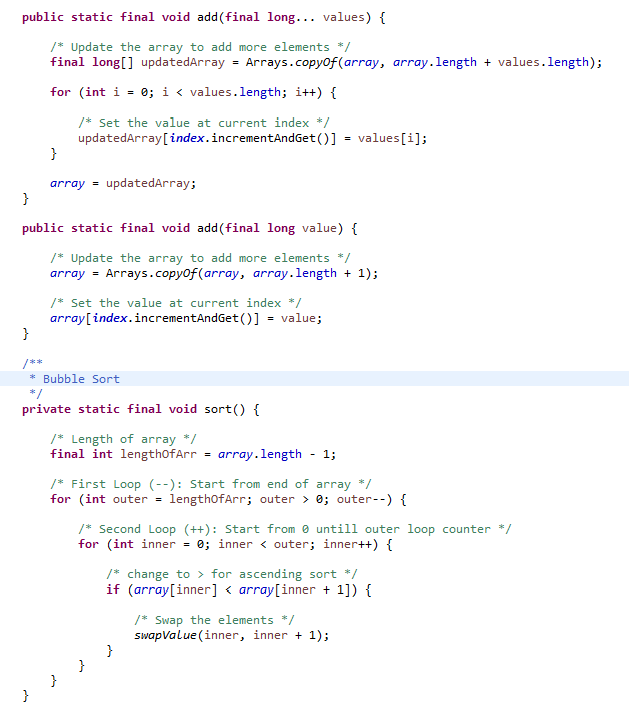 public static final void add(final long... values) {
/* Update the array to add more elements */
final long[] updatedArray = Arrays.copyOf(array, array.length + values.length);
for (int i = 0; i < values.length; i++) {
/* Set the value at current index */
updatedArray[index.incrementAndGet()] = values[i];
}
array = updatedArray;
}
public static final void add(final long value) {
/* Update the array to add more elements */
array = Arrays.copyOf(array, array.length + 1);
/* Set the value at current index */
array[index.incrementAndGet()] = value;
}
/**
* Bubble Sort
*/
private static final void sort() {
/* Length of array */
final int lengthOfArr = array.length - 1;
/* First Loop (--): Start from end of array */
for (int outer = lengthOfArr; outer > 0; outer--) {
/* Second Loop (++): Start from 0 untill outer loop counter */
for (int inner = 0; inner < outer; inner++) {
/* change to > for ascending sort */
if (array[inner] < array[inner + 1]) {
/* Swap the elements */
swapValue(inner, inner + 1);
}
}
}
}